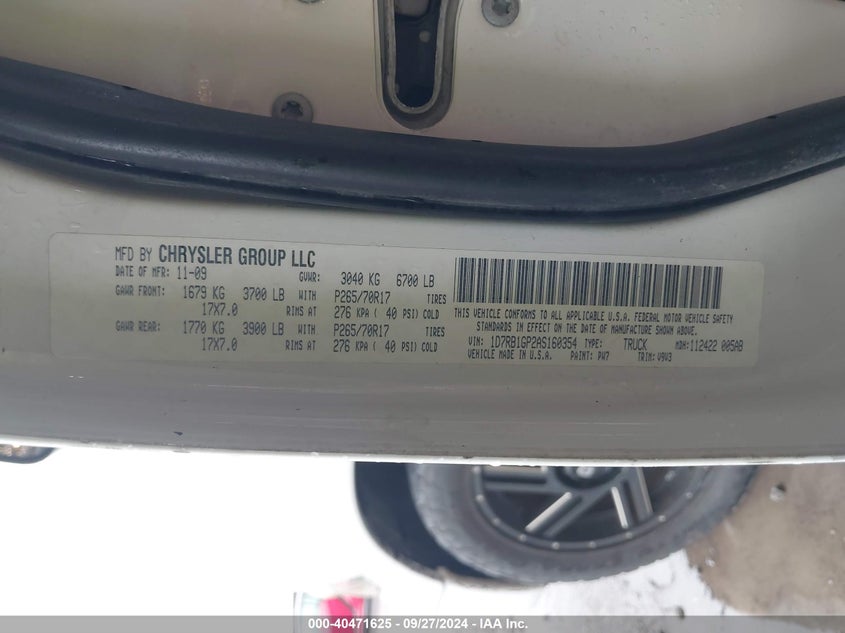 MFD BY CHRYSLER GROUP LLC
DATE OF MFR: 11-09 GVWR: 3040 KG 6700 LB
GAWR FRONT: 1679 KG 3700 LB WITH P265/70R17 TIRES
17X7.0 RIMS AT 276 KPA ( 40 PSI) COLD
GAWR REAR: 1770 KG 3900 LB WITH P265/70R17 TIRES
17X7.0 RIMS AT 276 KPA ( 40 PSI) COLD
THIS VEHICLE CONFORMS TO ALL APPLICABLE U.S.A. FEDERAL MOTOR VEHICLE SAFETY
STANDARDS IN EFFECT ON THE DATE OF MANUFACTURE SHOWN ABOVE.
VIN: 1D7RB1GP2AS160354 TYPE: TRUCK MDH: 112422 005AB
VEHICLE MADE IN U.S.A. PAINT: PW7 TRIM: V9V3
000-40471625 - 09/27/2024 - IAAI.COM